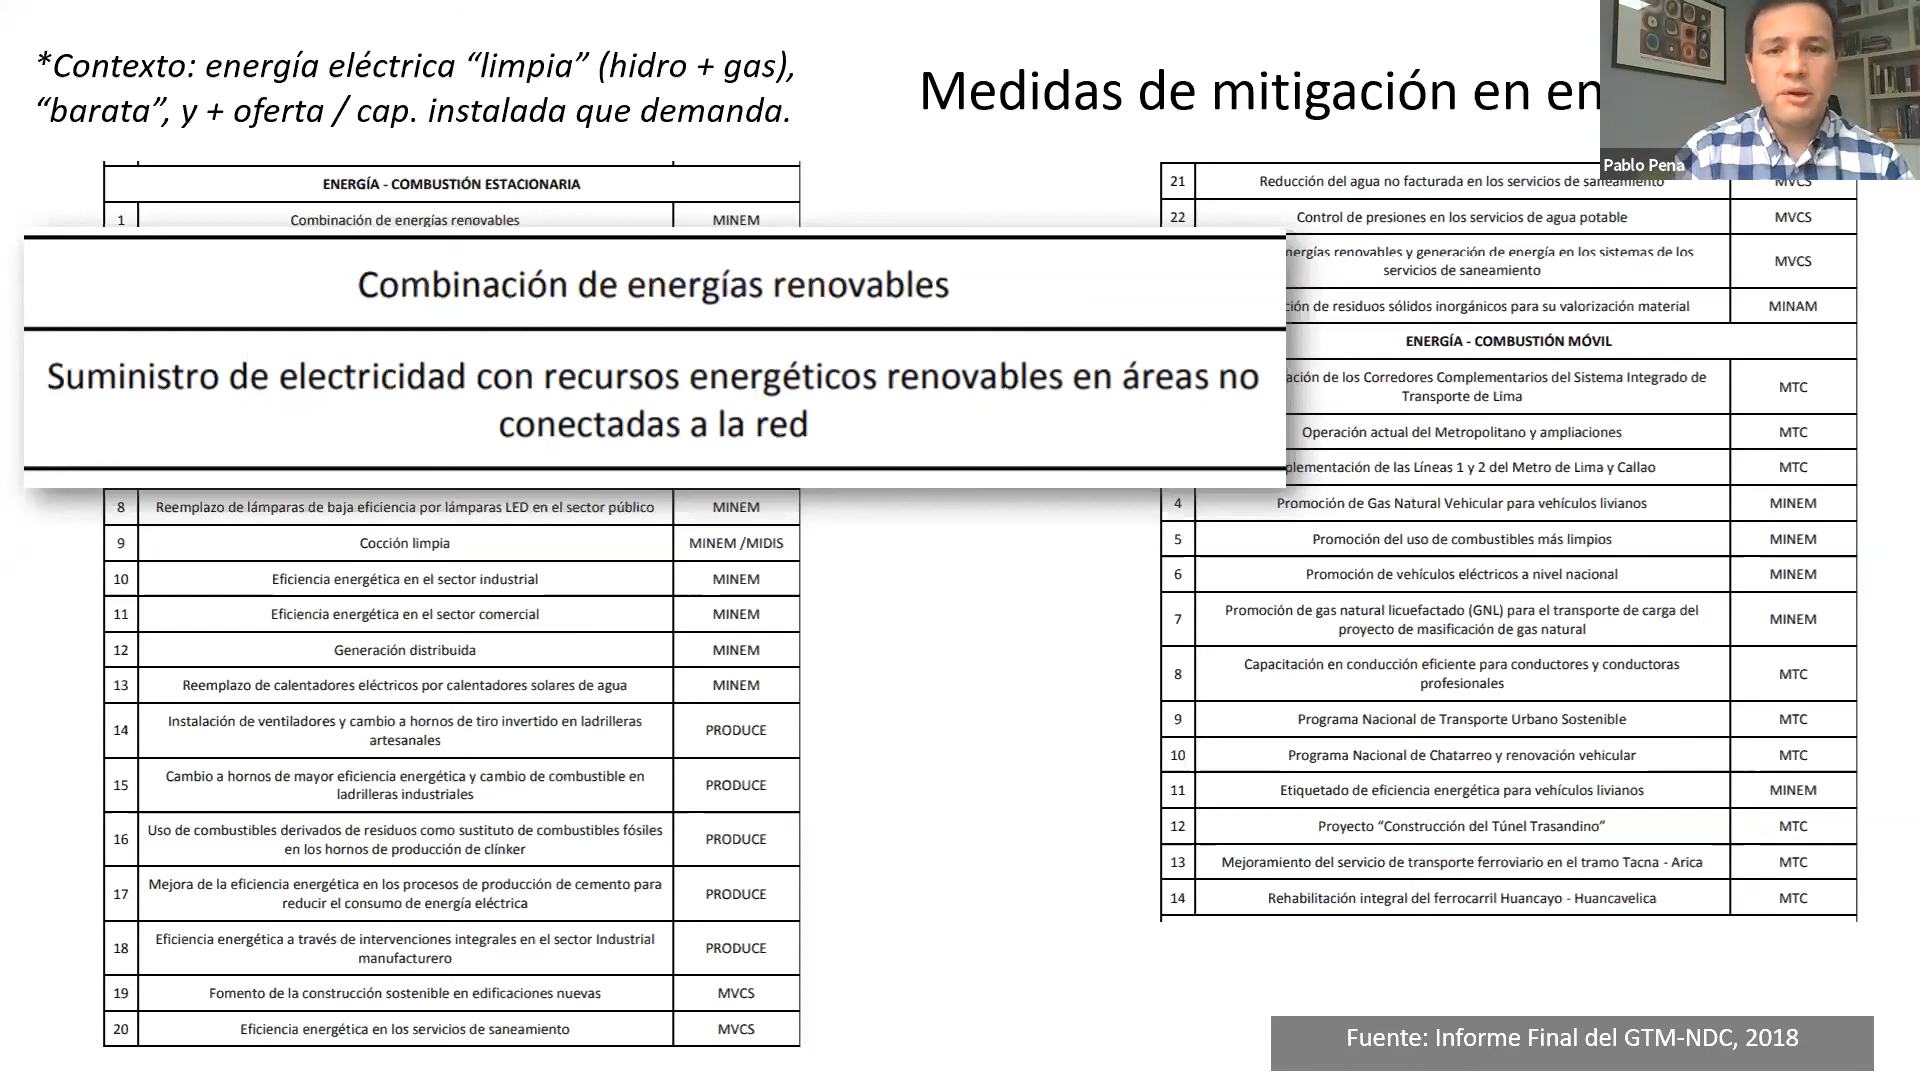 *Contexto: energía eléctrica “limpia” (hidro + gas),
“barata”, y + oferta / cap. instalada que demanda.
Medidas de mitigación en
Pablo Pena
ENERGÍA - COMBUSTIÓN ESTACIONARIA
1 Combinación de energías renovables MINEM
Combinación de energías renovables
Suministro de electricidad con recursos energéticos renovables en áreas no
conectadas a la red
8 Reemplazo de lámparas de baja eficiencia por lámparas LED en el sector público MINEM
9 Cocción limpia MINEM /MIDIS
10 Eficiencia energética en el sector industrial MINEM
11 Eficiencia energética en el sector comercial MINEM
12 Generación distribuida MINEM
13 Reemplazo de calentadores eléctricos por calentadores solares de agua MINEM
14 Instalación de ventiladores y cambio a hornos de tiro invertido en ladrilleras
artesanales PRODUCE
15 Cambio a hornos de mayor eficiencia energética y cambio de combustible en
ladrilleras industriales PRODUCE
16 Uso de combustibles derivados de residuos como sustituto de combustibles fósiles
en los hornos de producción de clínker PRODUCE
17 Mejora de la eficiencia energética en los procesos de producción de cemento para
reducir el consumo de energía eléctrica PRODUCE
18 Eficiencia energética a través de intervenciones integrales en el sector Industrial
manufacturero PRODUCE
19 Fomento de la construcción sostenible en edificaciones nuevas MVCS
20 Eficiencia energética en los servicios de saneamiento MVCS
21 Reducción del agua no facturada en los servicios de saneamiento MVCS
22 Control de presiones en los servicios de agua potable MVCS
renovables y generación de energía en los sistemas de los
servicios de saneamiento MVCS
de residuos sólidos inorgánicos para su valorización material MINAM
ENERGÍA - COMBUSTIÓN MÓVIL
de los Corredores Complementarios del Sistema Integrado de
Transporte de Lima MTC
Operación actual del Metropolitano y ampliaciones MTC
de las Líneas 1 y 2 del Metro de Lima y Callao MTC
4 Promoción de Gas Natural Vehicular para vehículos livianos MINEM
5 Promoción del uso de combustibles más limpios MINEM
6 Promoción de vehículos eléctricos a nivel nacional MINEM
7 Promoción de gas natural licuefactado (GNL) para el transporte de carga del
proyecto de masificación de gas natural MINEM
8 Capacitación en conducción eficiente para conductores y conductoras
profesionales MTC
9 Programa Nacional de Transporte Urbano Sostenible MTC
10 Programa Nacional de Chatarreo y renovación vehicular MTC
11 Etiquetado de eficiencia energética para vehículos livianos MINEM
12 Proyecto “Construcción del Túnel Trasandino” MTC
13 Mejoramiento del servicio de transporte ferroviario en el tramo Tacna - Arica MTC
14 Rehabilitación integral del ferrocarril Huancayo - Huancavelica MTC
Fuente: Informe Final del GTM-NDC, 2018